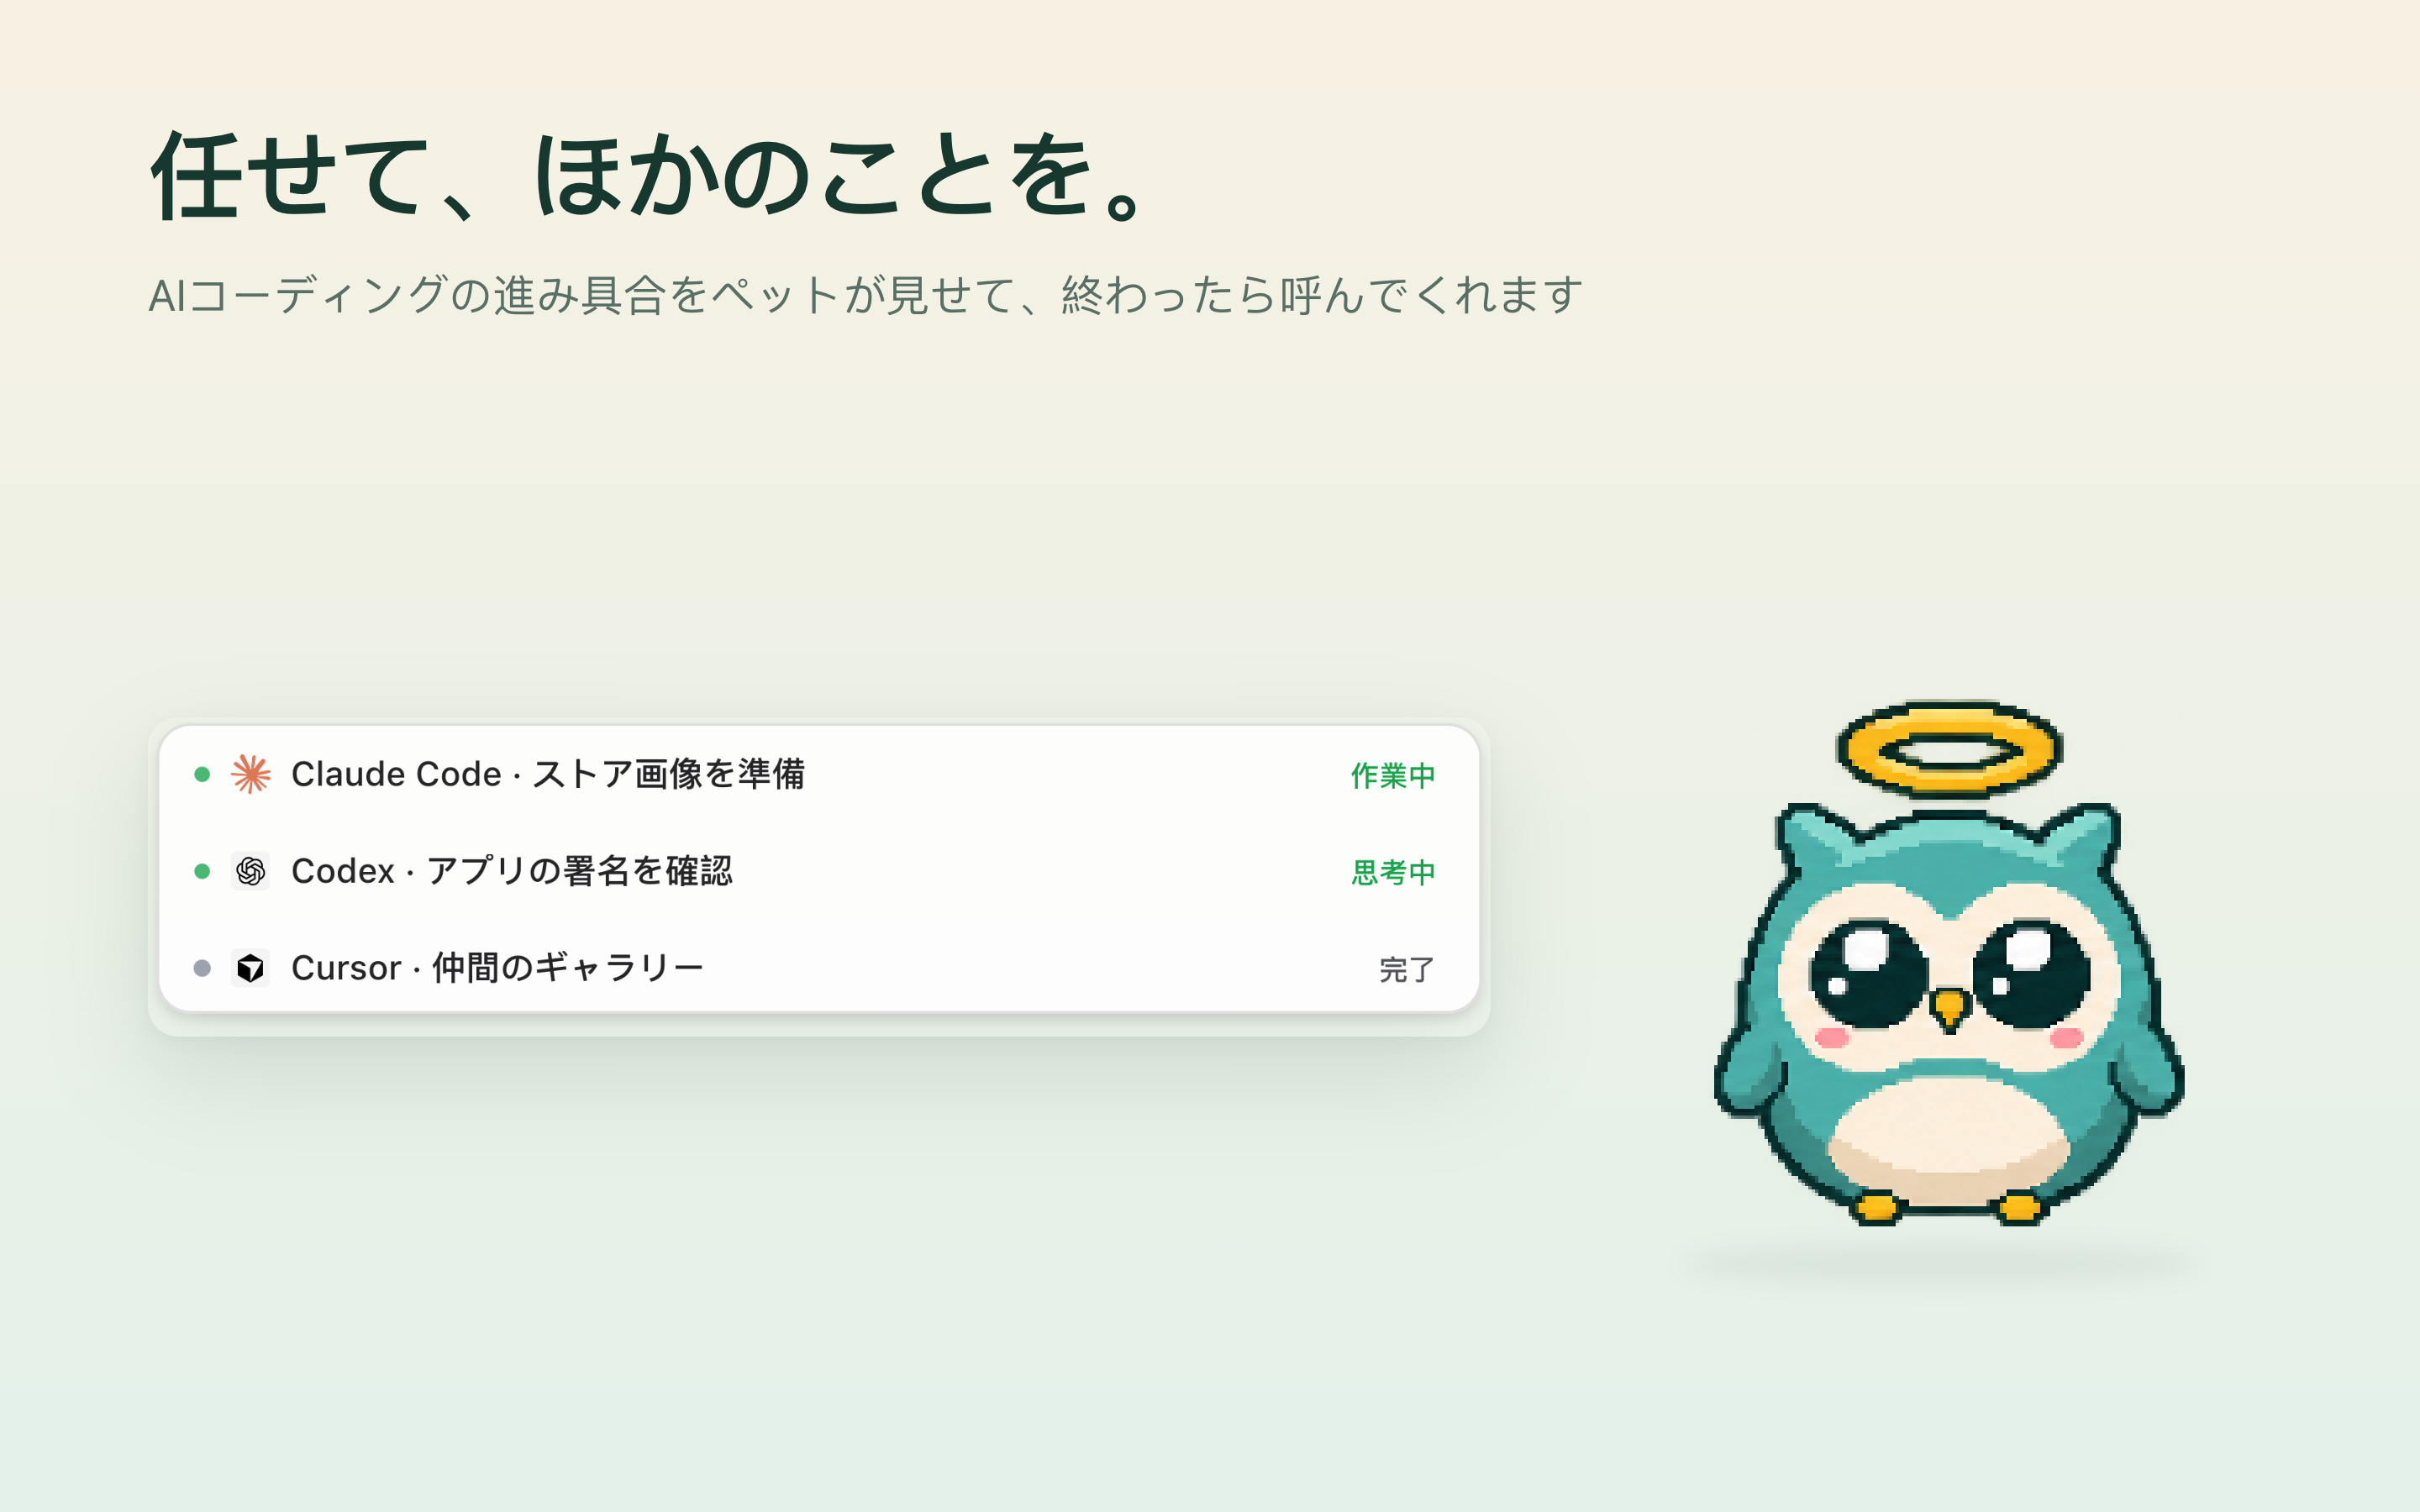 任せて、ほかのことを。
AIコーディングの進み具合をペットが見せて、終わったら呼んでくれます
Claude Code · ストア画像を準備 作業中
Codex · アプリの署名を確認 思考中
Cursor · 仲間のギャラリー 完了